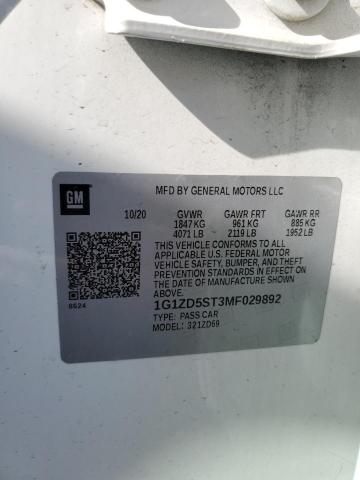 GM
MFD BY GENERAL MOTORS LLC
10/20 GVWR GAWR FRT GAWR RR
1847 KG 961 KG 885 KG
4071 LB 2119 LB 1952 LB
THIS VEHICLE CONFORMS TO ALL
APPLICABLE U.S. FEDERAL MOTOR
VEHICLE SAFETY, BUMPER, AND THEFT
PREVENTION STANDARDS IN EFFECT ON
THE DATE OF MANUFACTURE SHOWN
ABOVE.
1G1ZD5ST3MF029892
TYPE: PASS CAR
MODEL: 321ZD69
8624